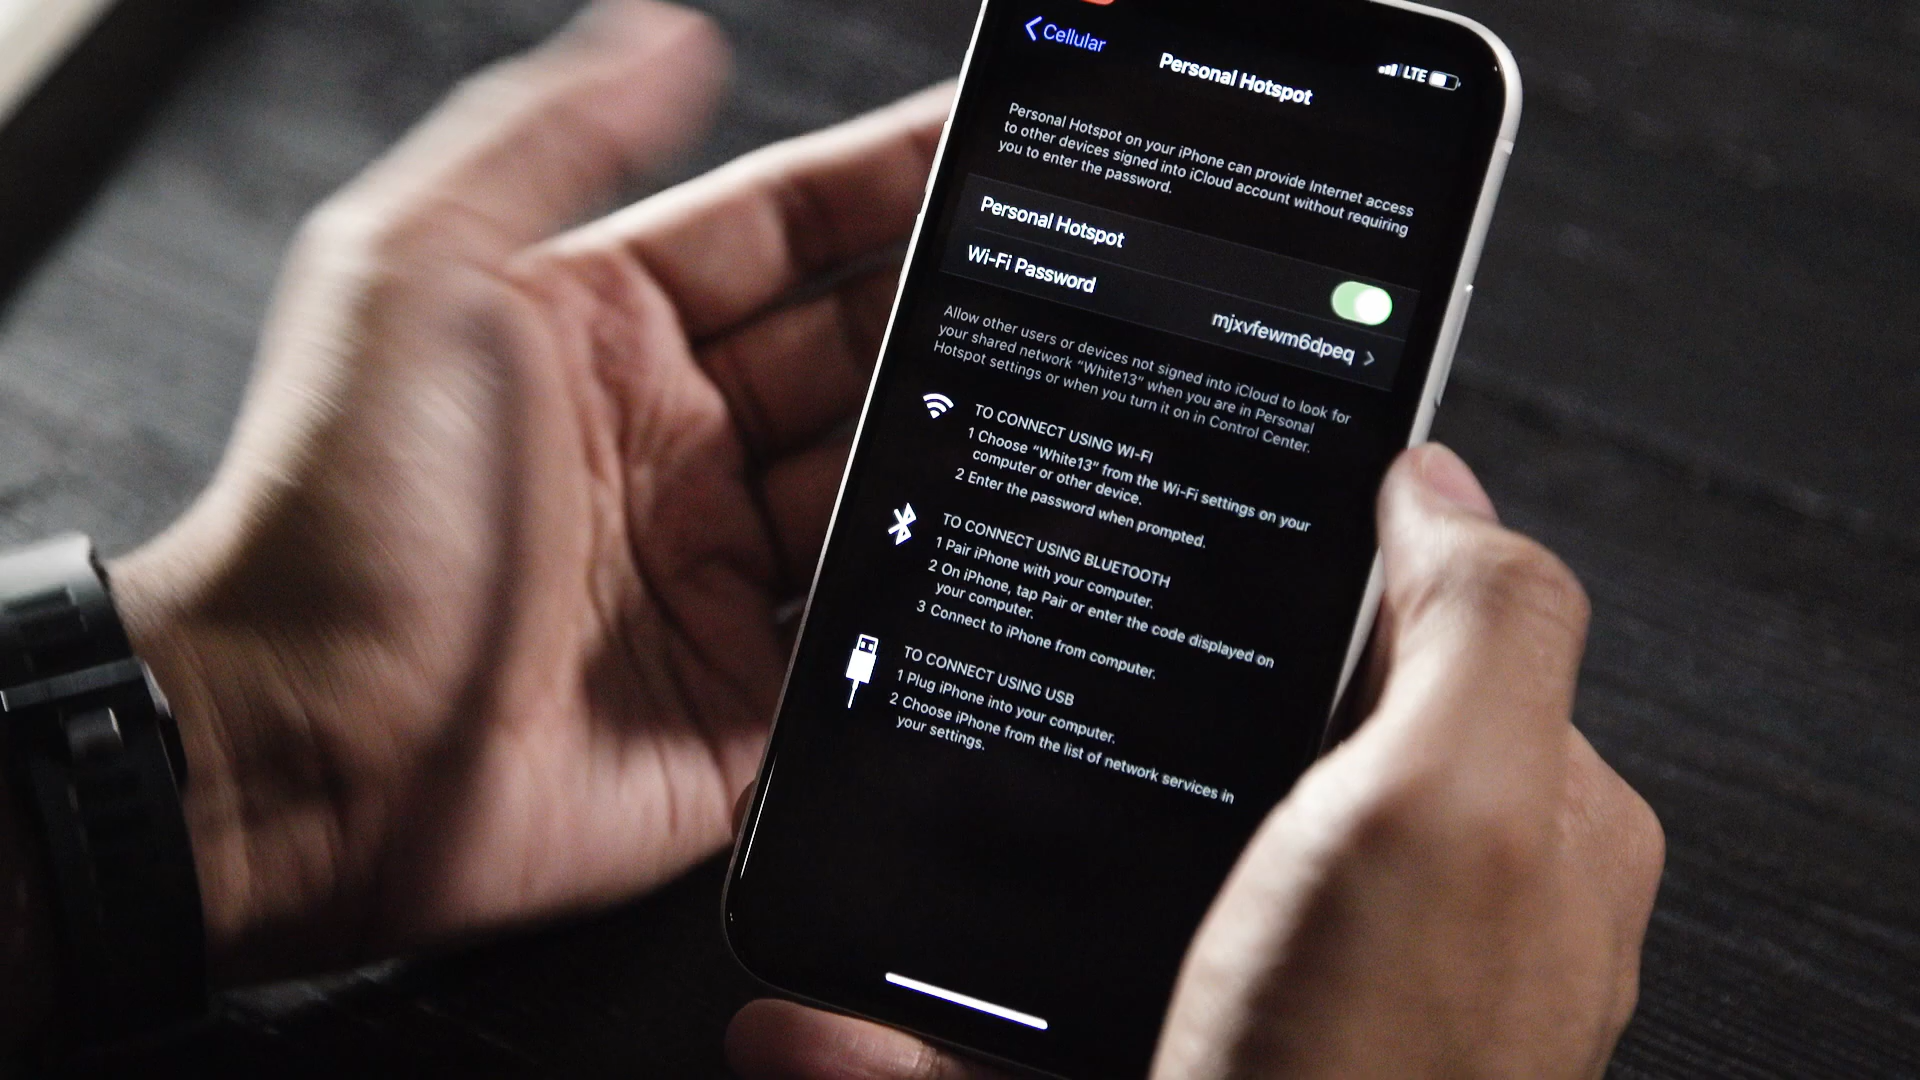 Cellular
LTE
Personal Hotspot
Personal Hotspot on your iPhone can provide Internet access
to other devices signed into iCloud account without requiring
you to enter the password.
Personal Hotspot
Wi-Fi Password
mjxvfewm6dpeq
Allow other users or devices not signed into iCloud to look for
your shared network “White13” when you are in Personal
Hotspot settings or when you turn it on in Control Center.
TO CONNECT USING WI-FI
1 Choose “White13” from the Wi-Fi settings on your
computer or other device.
2 Enter the password when prompted.
TO CONNECT USING BLUETOOTH
1 Pair iPhone with your computer.
2 On iPhone, tap Pair or enter the code displayed on
your computer.
3 Connect to iPhone from computer.
TO CONNECT USING USB
1 Plug iPhone into your computer.
2 Choose iPhone from the list of network services in
your settings.